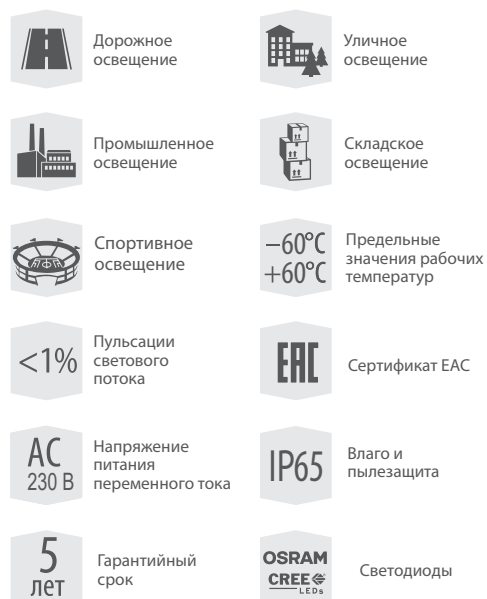 Дорожное
освещение
Уличное
освещение
Промышленное
освещение
Складское
освещение
Спортивное
освещение
–60°C
+60°C
Предельные
значения рабочих
температур
<1%
Пульсации
светового
потока
EAC
Сертификат ЕАС
AC
230 В
Напряжение
питания
переменного тока
IP65
Влаго и
пылезащита
5
лет
Гарантийный
срок
OSRAM
CREE
LEDs
Светодиоды